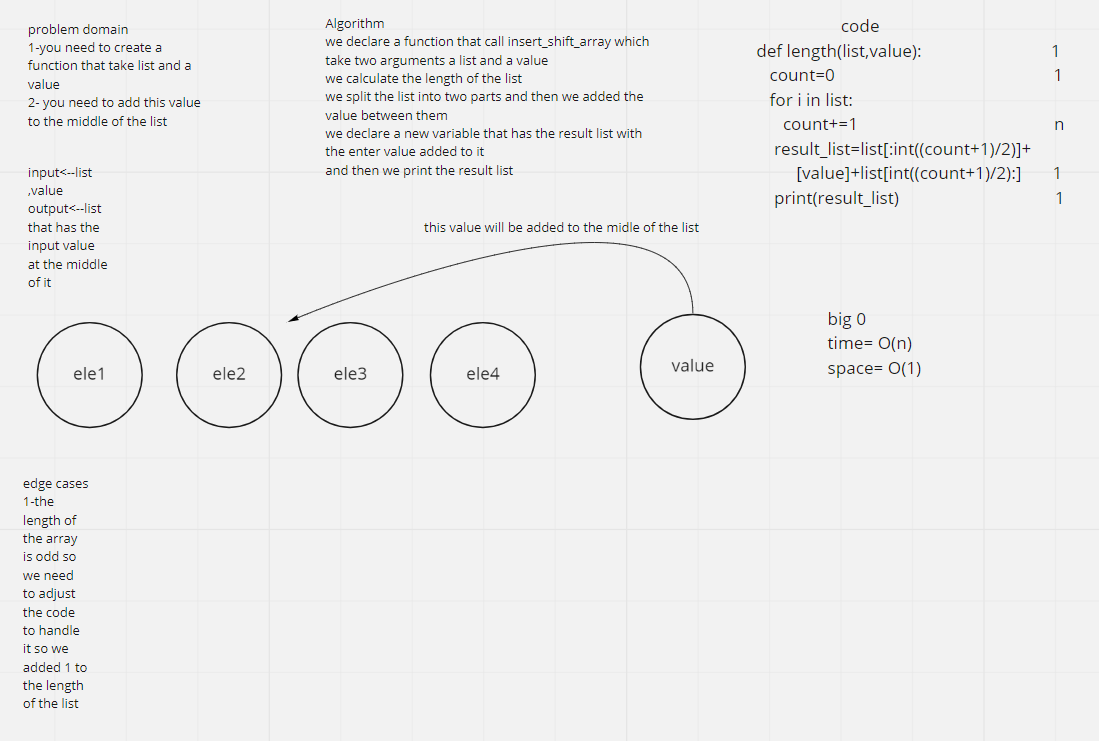 problem domain
1-you need to create a
function that take list and a
value
2- you need to add this value
to the middle of the list
input<--list
,value
output<--list
that has the
input value
at the middle
of it
Algorithm
we declare a function that call insert_shift_array which
take two arguments a list and a value
we calculate the length of the list
we split the list into two parts and then we added the
value between them
we declare a new variable that has the result list with
the enter value added to it
and then we print the result list
code
def length(list,value): 1
count=0 1
for i in list:
count+=1 n
result_list=list[:int((count+1)/2)]+
[value]+list[int((count+1)/2):] 1
print(result_list) 1
this value will be added to the midle of the list
ele1
ele2
ele3
ele4
value
big 0
time= O(n)
space= O(1)
edge cases
1-the
length of
the array
is odd so
we need
to adjust
the code
to handle
it so we
added 1 to
the length
of the list